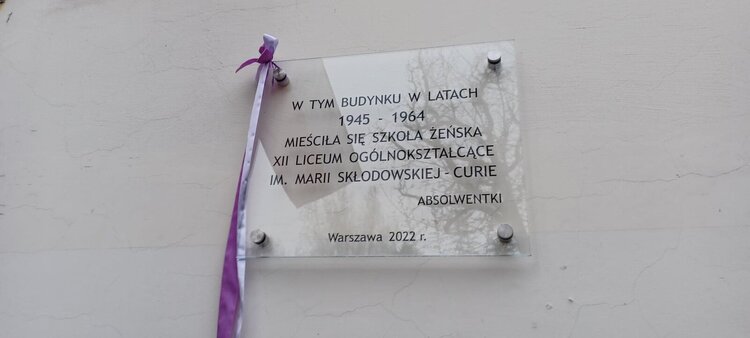 W TYM BUDYNKU W LATACH
1945 - 1964
MIEŚCIŁA SIĘ SZKOŁA ŻEŃSKA
XII LICEUM OGÓLNOKSZTAŁCĄCE
IM. MARII SKŁODOWSKIEJ - CURIE
ABSOLWENTKI
Warszawa 2022 r.